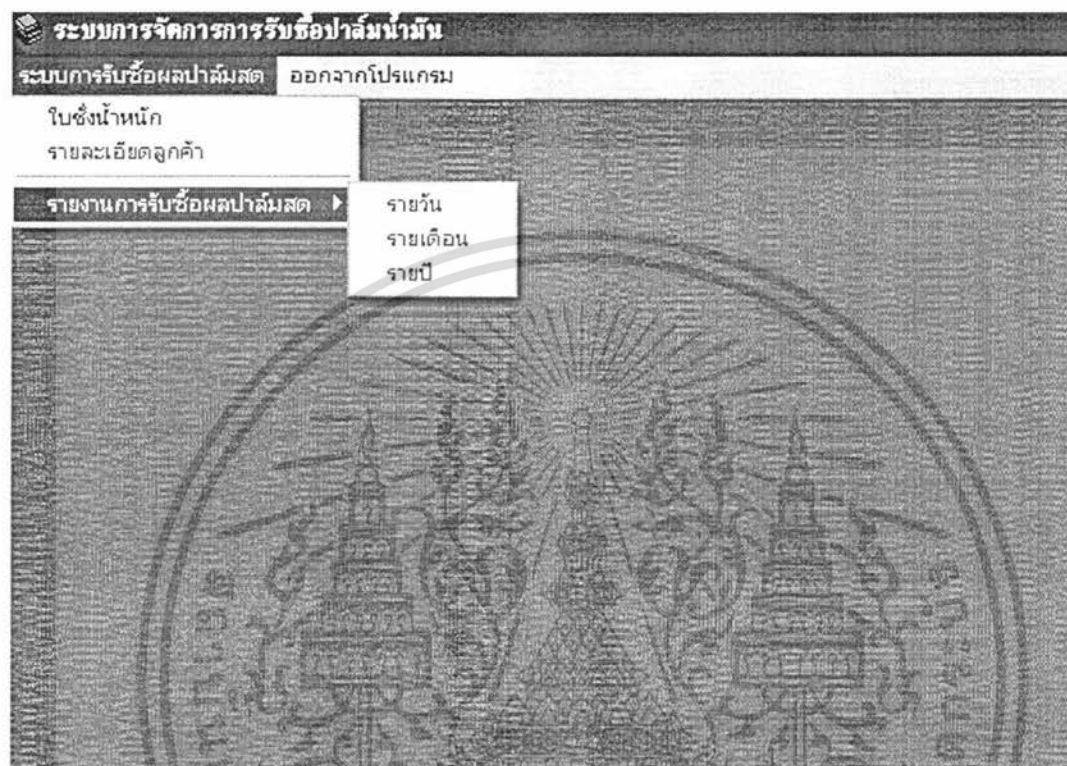 ระบบการจัดการการรับซื้อปาล์มน้ำมัน
ระบบการรับซื้อผลปาล์มสด ออกจากโปรแกรม
ใบชั่งน้ำหนัก
รายละเอียดลูกค้า
รายงานการรับซื้อผลปาล์มสด
รายวัน
รายเดือน
รายปี